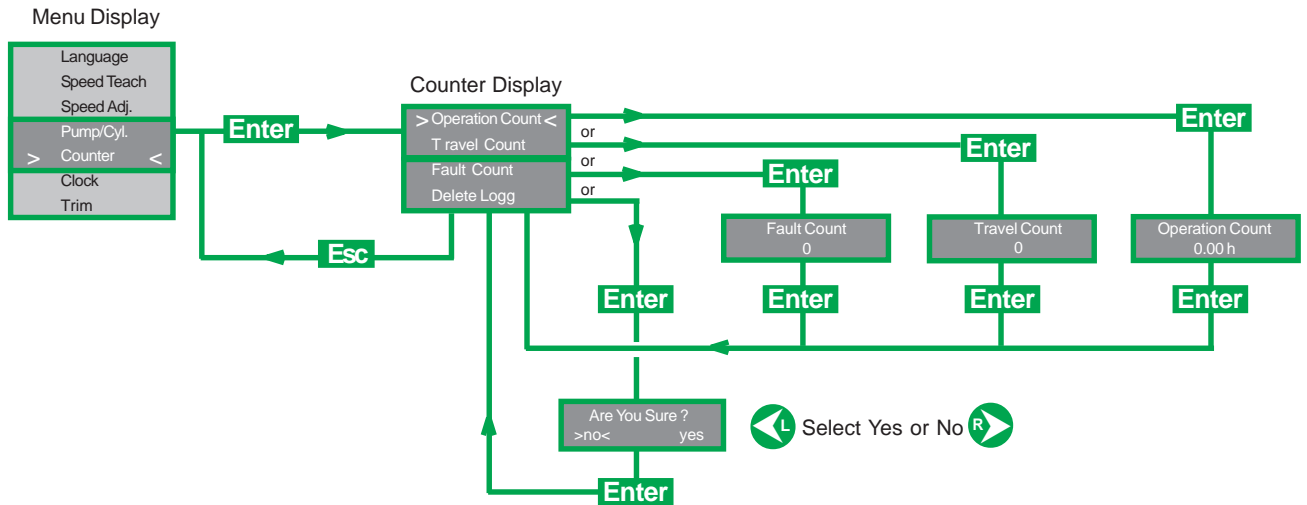 Menu Display
Language
Speed Teach
Speed Adj.
Pump/Cyl.
> Counter <
Clock
Trim
Enter
Esc
Counter Display
>Operation Count<
T ravel Count
Fault Count
Delete Logg
or
or
or
Enter
Enter
Enter
Fault Count
0
Travel Count
0
Operation Count
0.00 h
Enter
Enter
Enter
Enter
Are You Sure ?
>no< yes
L Select Yes or No R
Enter